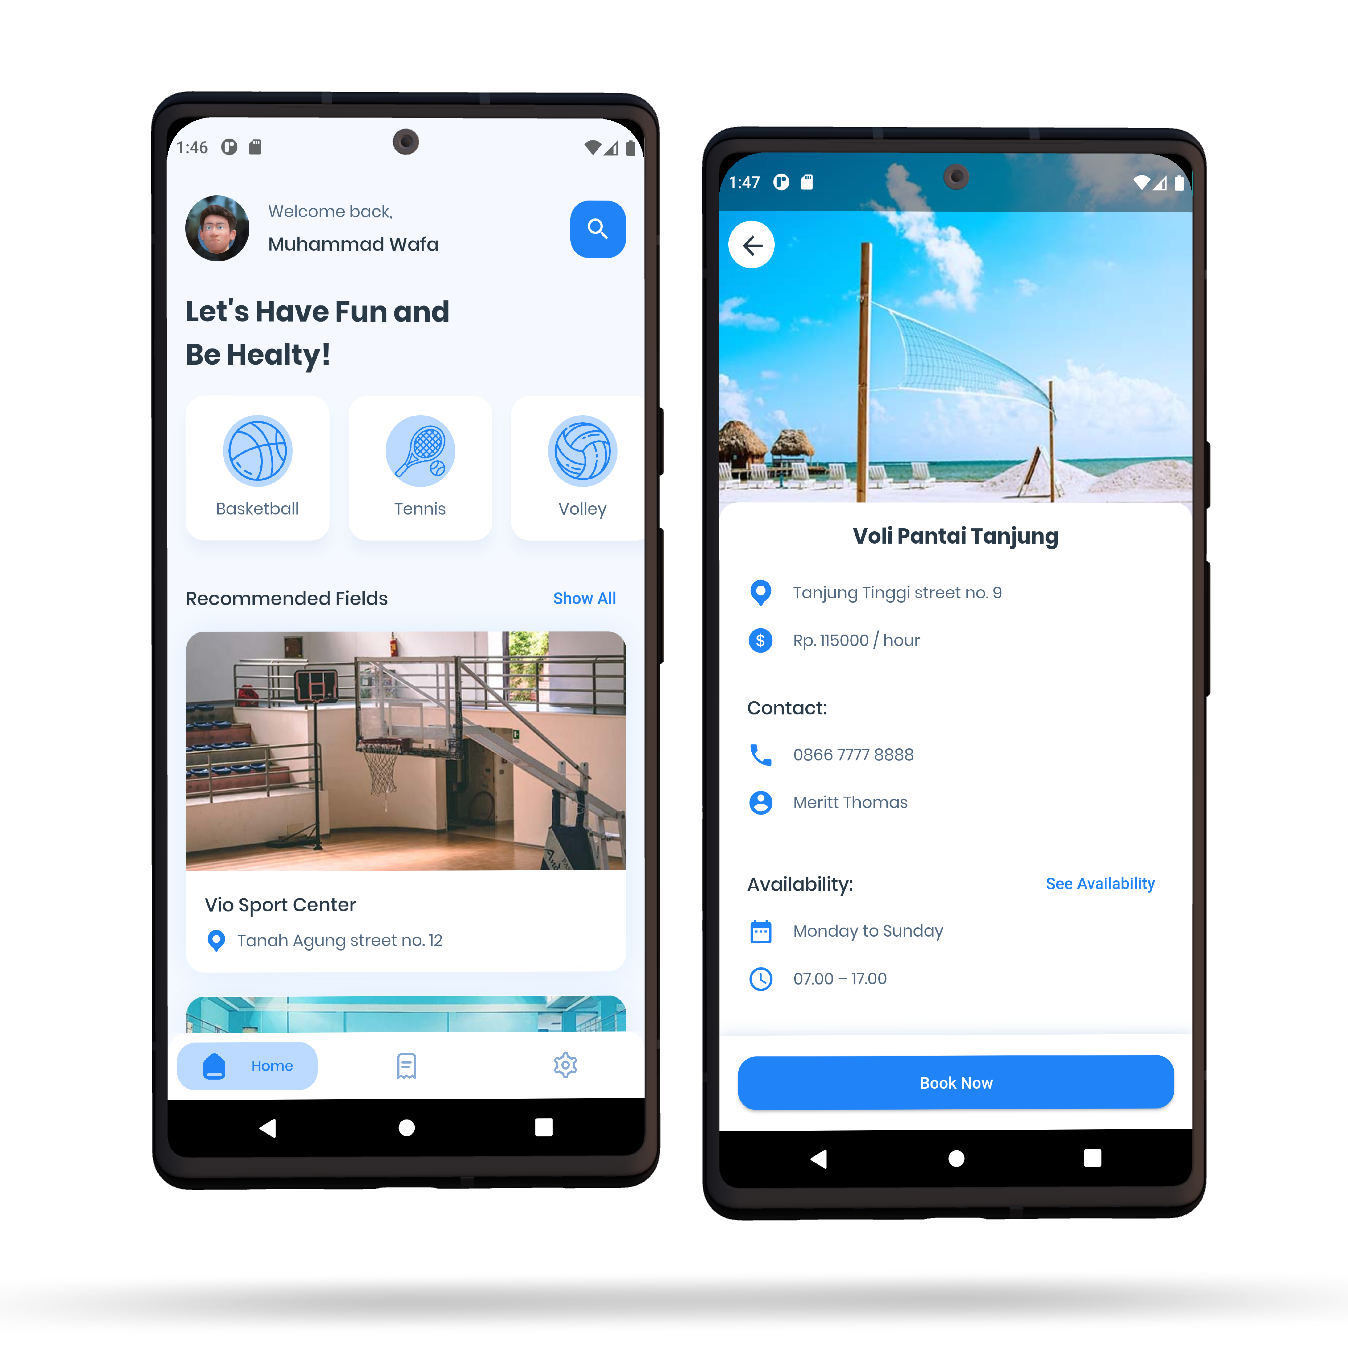 1:46
Welcome back,
Muhammad Wafa
Let's Have Fun and
Be Healty!
Basketball
Tennis
Volley
Recommended Fields
Show All
Vio Sport Center
Tanah Agung street no. 12
Home
1:47
Voli Pantai Tanjung
Tanjung Tinggi street no. 9
$
Rp. 115000 / hour
Contact:
0866 7777 8888
Meritt Thomas
Availability:
See Availability
Monday to Sunday
07.00 – 17.00
Book Now